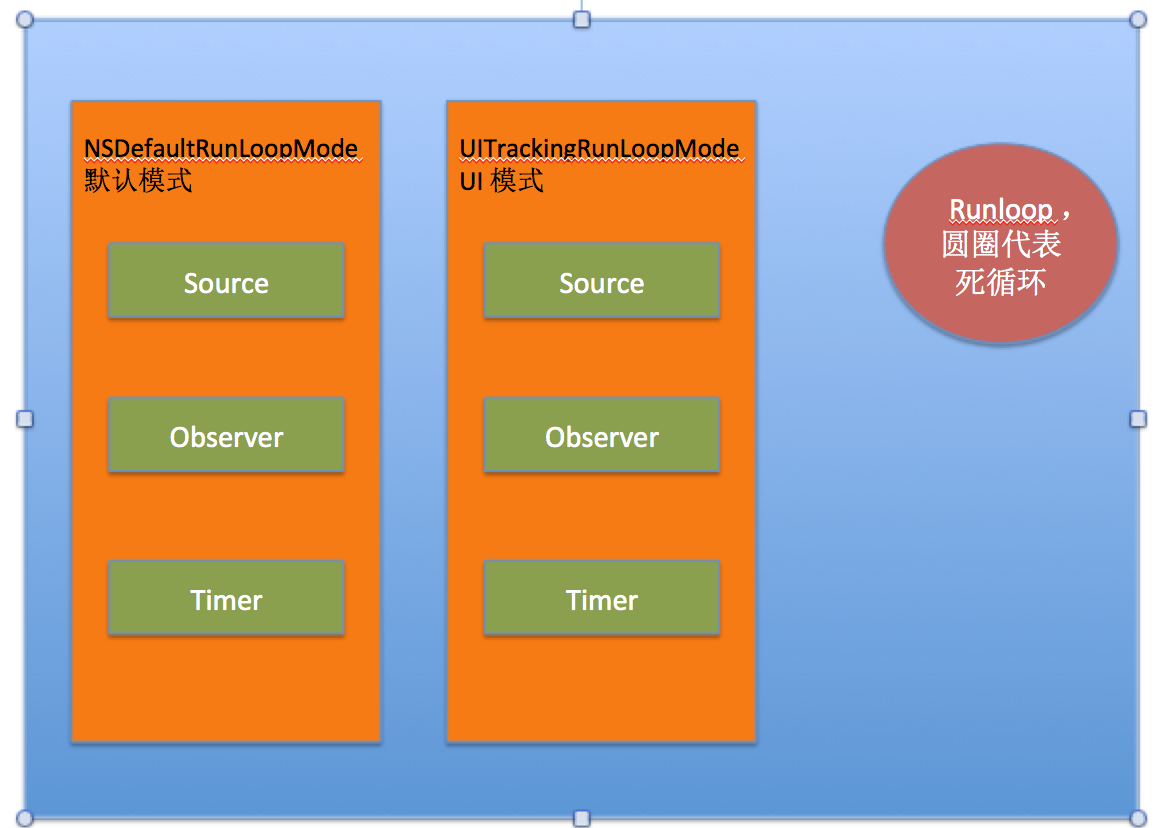 NSDefaultRunLoopMode
默认模式
Source
Observer
Timer
UITrackingRunLoopMode
UI 模式
Source
Observer
Timer
Runloop，
圆圈代表
死循环